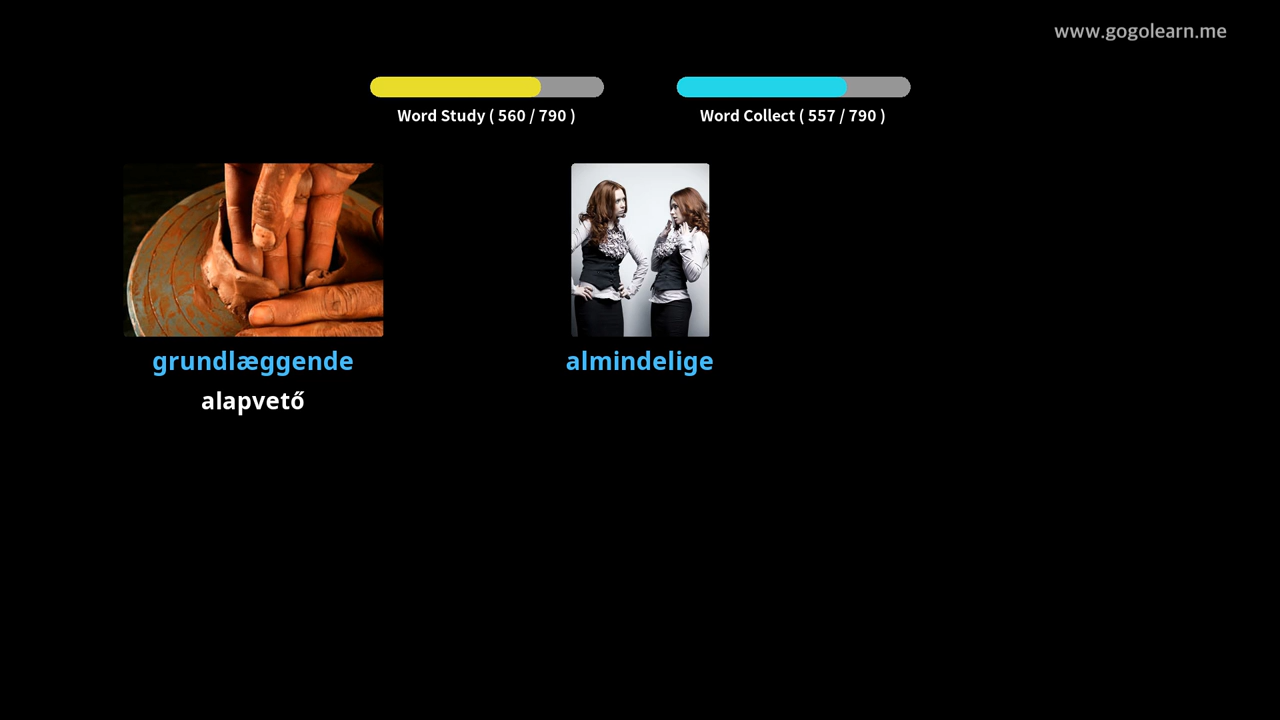 www.gogolearn.me
Word Study ( 560 / 790 )
Word Collect ( 557 / 790 )
grundlæggende
almindelige
alapvető